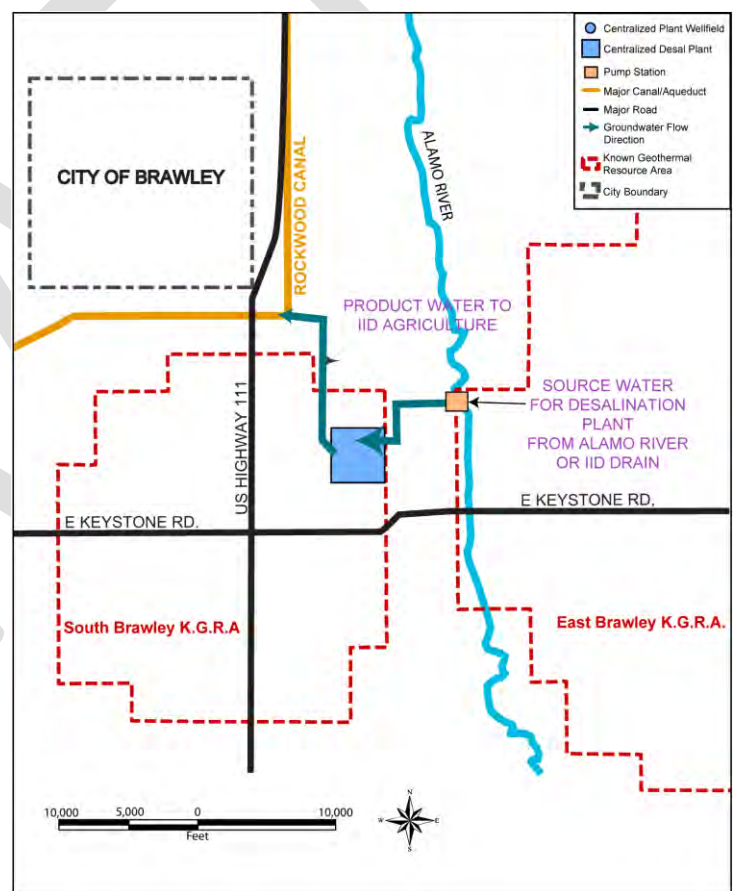 Centralized Plant Wellfield
Centralized Desal Plant
Pump Station
Major Canal/Aqueduct
Major Road
Groundwater Flow
Direction
Known Geothermal
Resource Area
City Boundary
CITY OF BRAWLEY
ROCKWOOD CANAL
ALAMO RIVER
PRODUCT WATER TO
IID AGRICULTURE
US HIGHWAY 111
SOURCE WATER
FOR DESALINATION
PLANT
FROM ALAMO RIVER
OR IID DRAIN
E KEYSTONE RD.
E KEYSTONE RD.
South Brawley K.G.R.A
East Brawley K.G.R.A.
10,000 5,000 0 10,000
Feet
N
W E
S